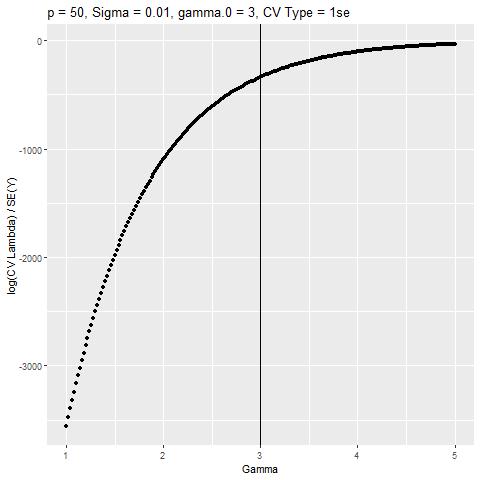 p = 50, Sigma = 0.01, gamma.0 = 3, CV Type = 1se
log(CV Lambda) / SE(Y)
0
-1000
-2000
-3000
1 2 3 4 5
Gamma